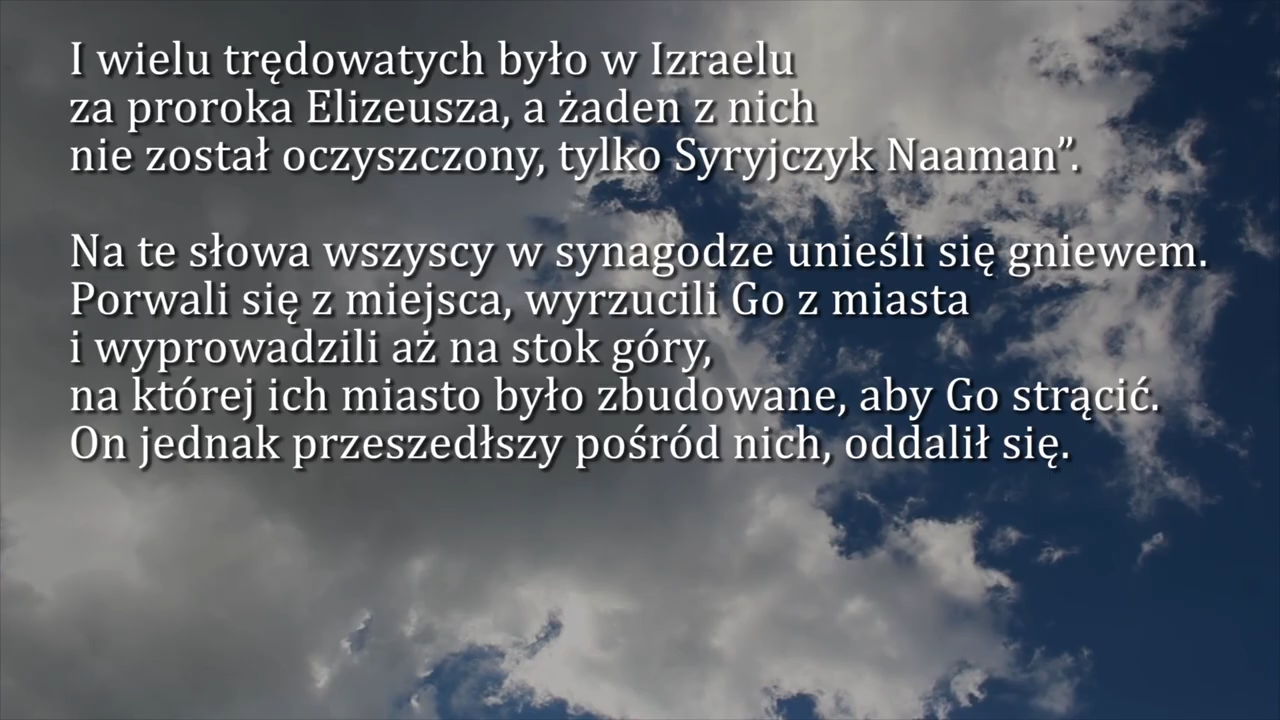 I wielu trędowatych było w Izraelu
za proroka Elizeusza, a żaden z nich
nie został oczyszczony, tylko Syryjczyk Naaman”.
Na te słowa wszyscy w synagodze unieśli się gniewem.
Porwali się z miejsca, wyrzucili Go z miasta
i wyprowadzili aż na stok góry,
na której ich miasto było zbudowane, aby Go strącić.
On jednak przeszedłszy pośród nich, oddalił się.